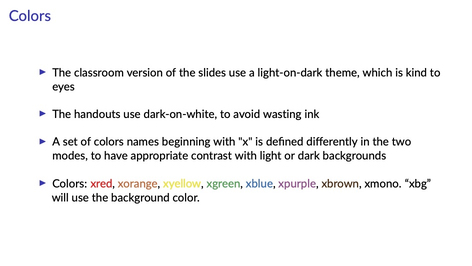 Colors
The classroom version of the slides use a light-on-dark theme, which is kind to
eyes
The handouts use dark-on-white, to avoid wasting ink
A set of colors names beginning with "x" is defined differently in the two
modes, to have appropriate contrast with light or dark backgrounds
Colors: xred, xorange, xyellow, xgreen, xblue, xpurple, xbrown, xmono. “xbg”
will use the background color.